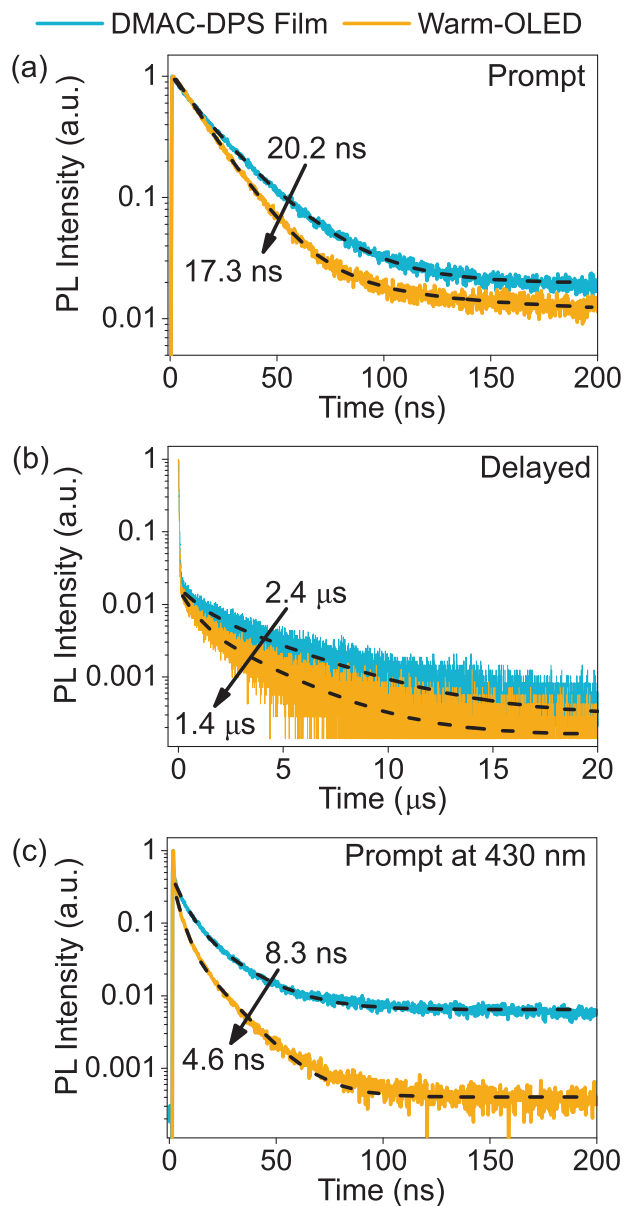 DMAC-DPS Film Warm-OLED
(a) Prompt
PL Intensity (a.u.)
1
0.1
0.01
20.2 ns
17.3 ns
0 50 100 150 200
Time (ns)
(b) Delayed
PL Intensity (a.u.)
1
0.1
0.01
0.001
2.4 μs
1.4 μs
0 5 10 15 20
Time (μs)
(c) Prompt at 430 nm
PL Intensity (a.u.)
1
0.1
0.01
0.001
8.3 ns
4.6 ns
0 50 100 150 200
Time (ns)